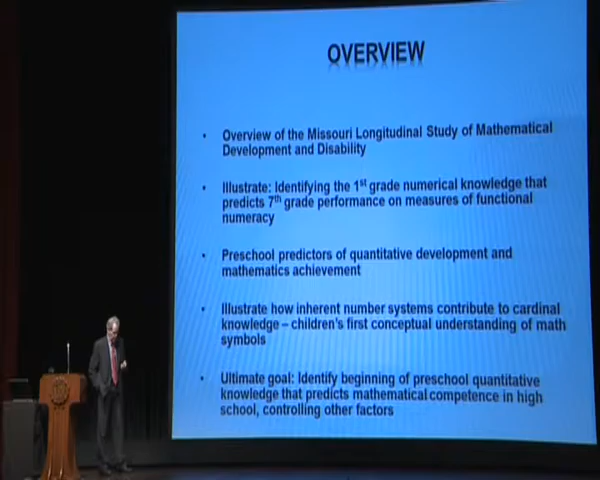 OVERVIEW
• Overview of the Missouri Longitudinal Study of Mathematical
Development and Disability
• Illustrate: Identifying the 1st grade numerical knowledge that
predicts 7th grade performance on measures of functional
numeracy
• Preschool predictors of quantitative development and
mathematics achievement
• Illustrate how inherent number systems contribute to cardinal
knowledge – children's first conceptual understanding of math
symbols
• Ultimate goal: Identify beginning of preschool quantitative
knowledge that predicts mathematical competence in high
school, controlling other factors